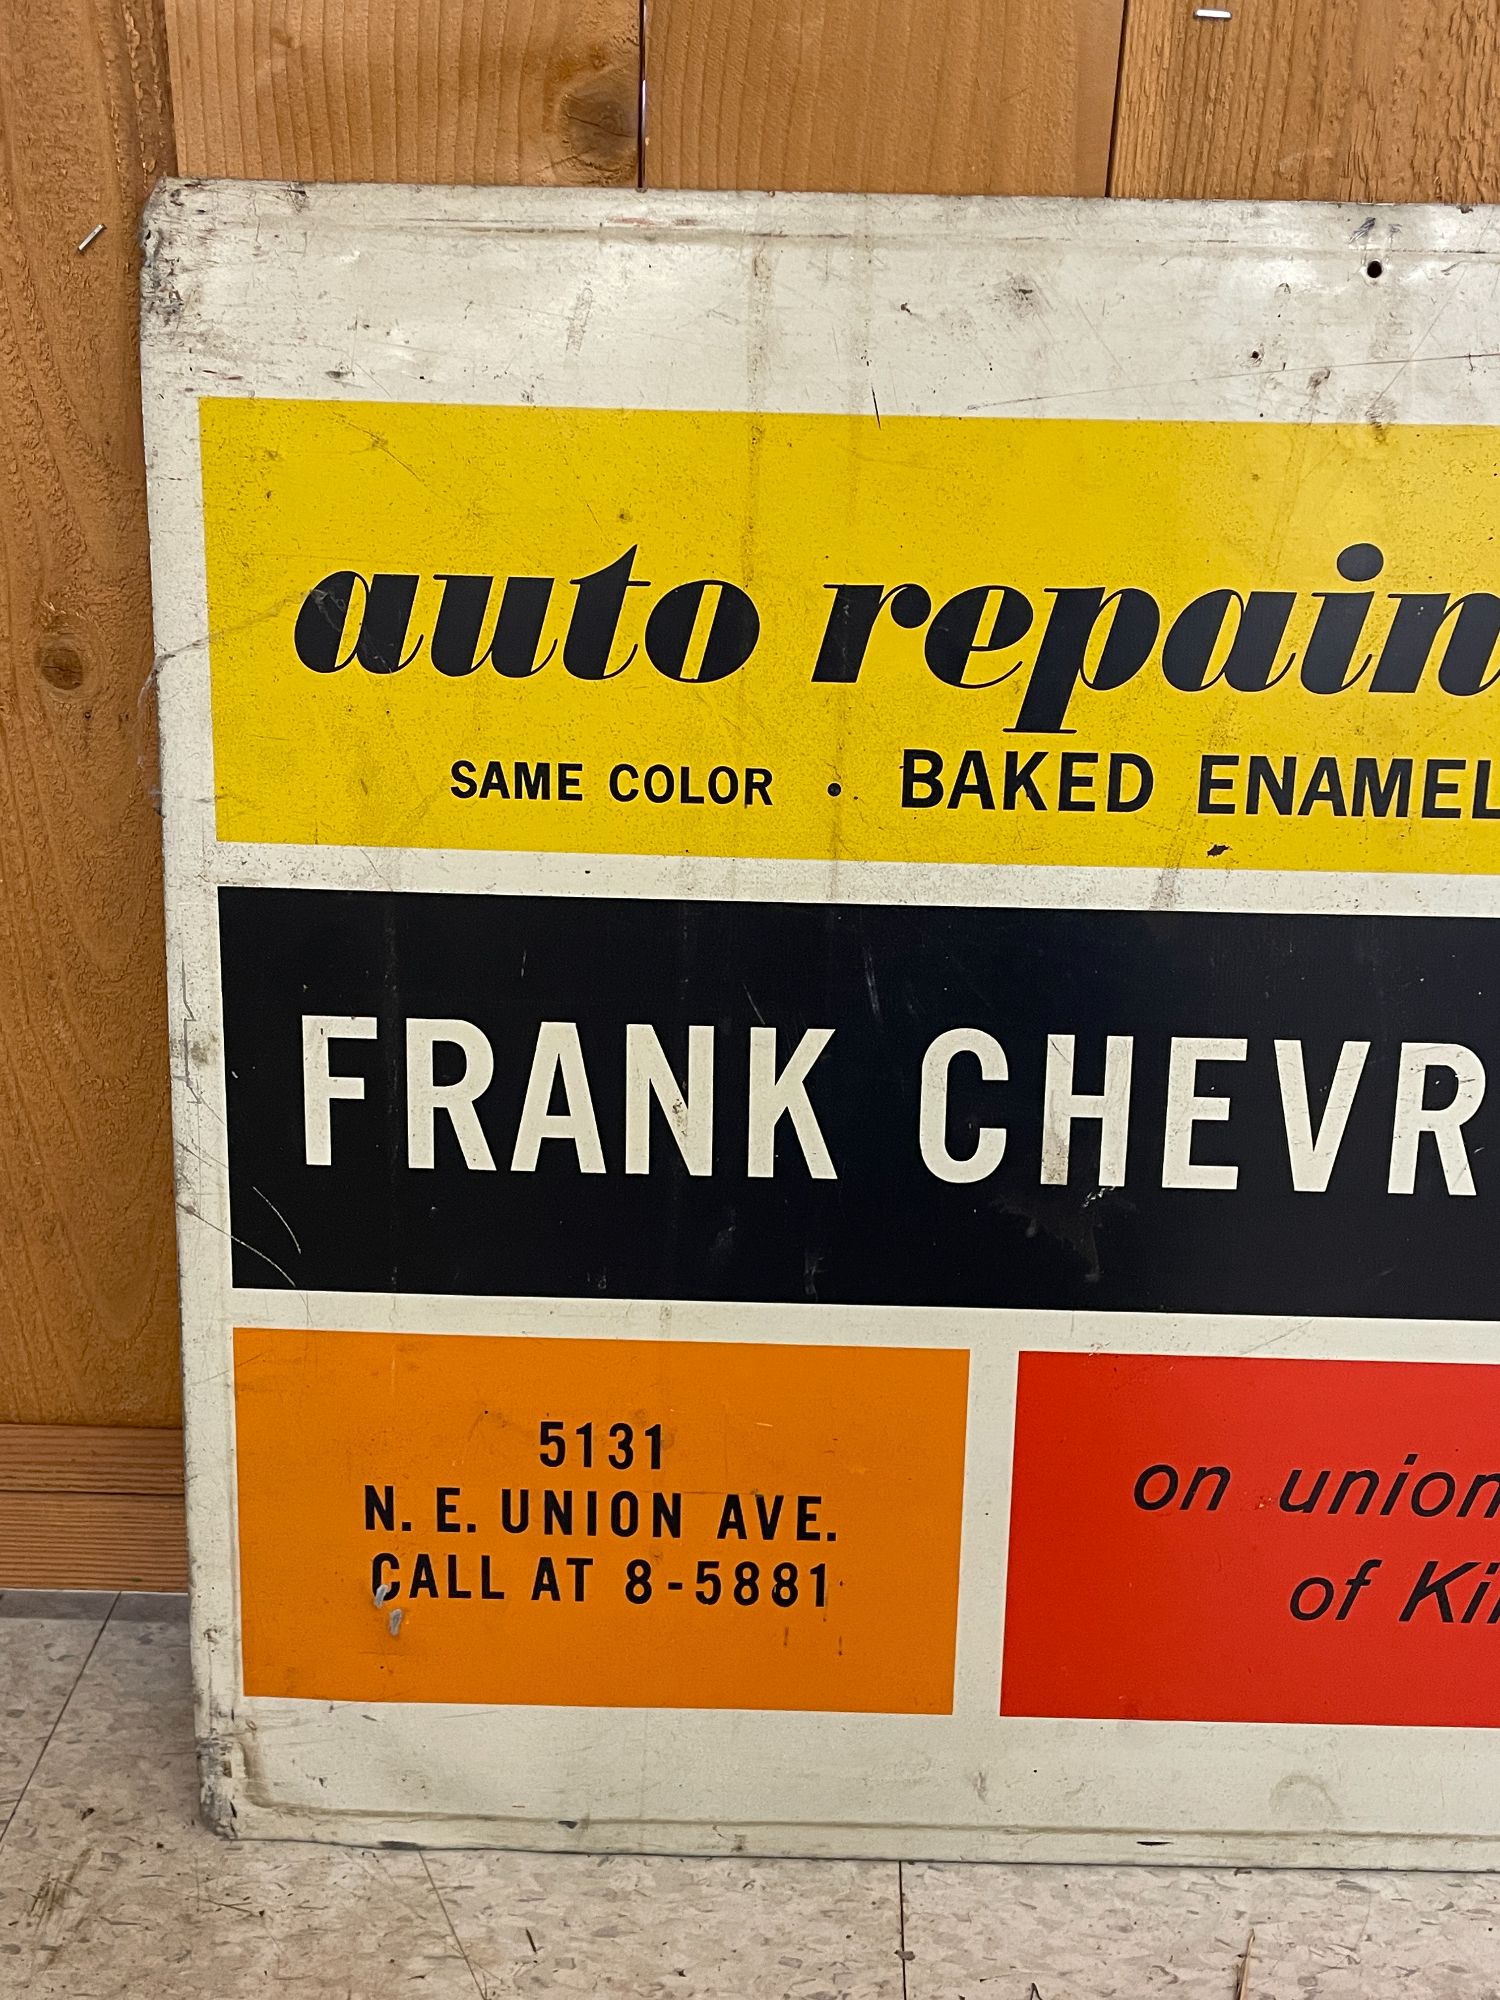 auto repain
SAME COLOR • BAKED ENAMEL
FRANK CHEVR
5131
N. E. UNION AVE.
CALL AT 8-5881
on union
of Ki